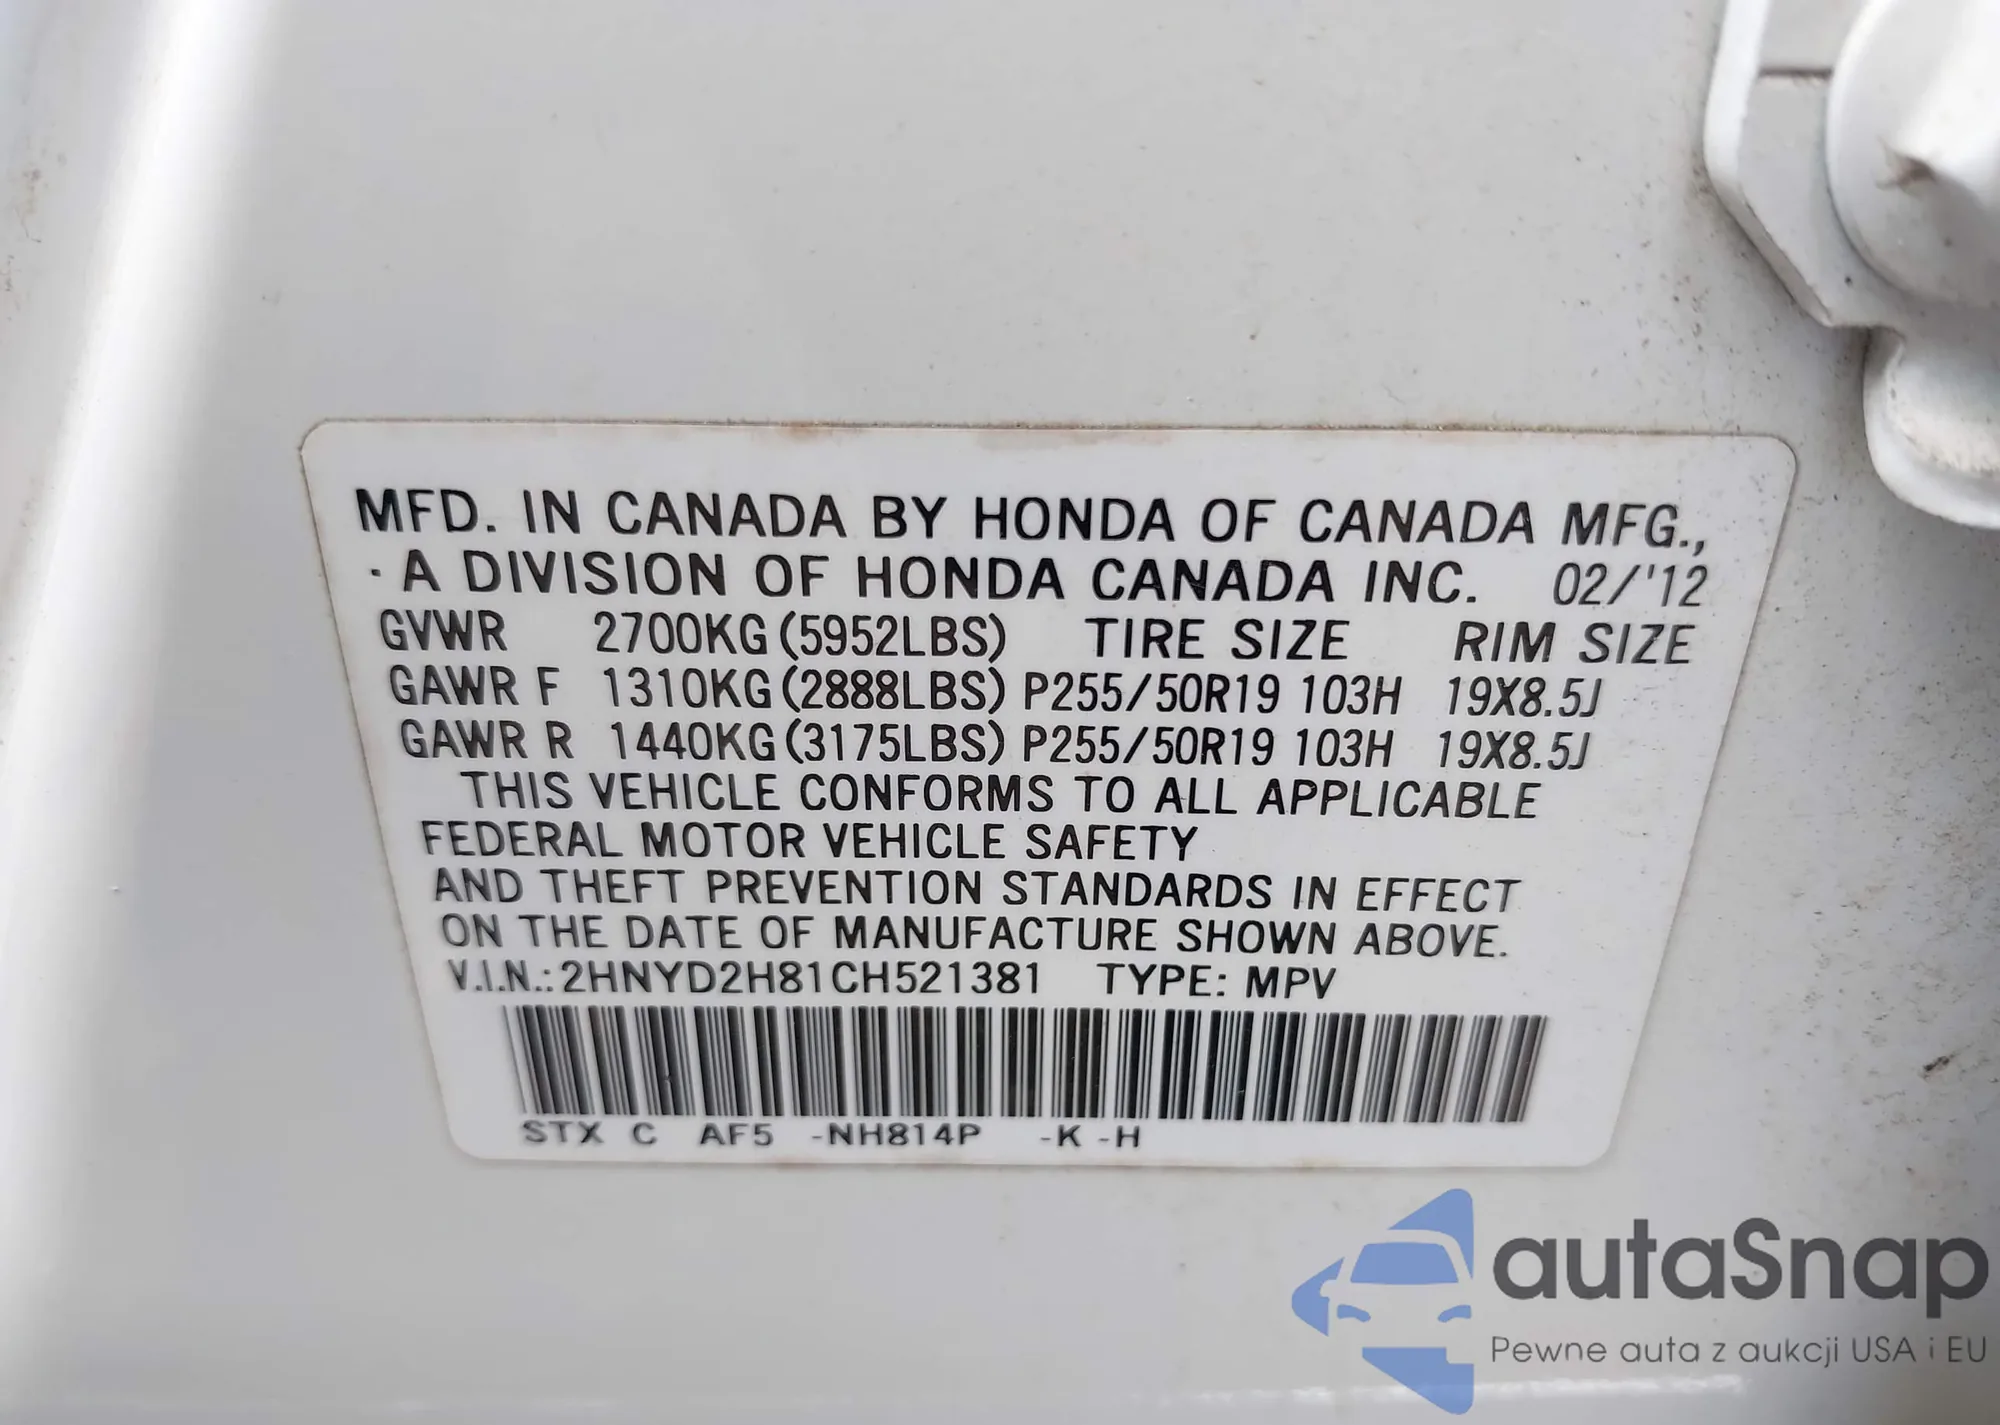 MFD. IN CANADA BY HONDA OF CANADA MFG.,
· A DIVISION OF HONDA CANADA INC. 02/'12
GVWR 2700KG (5952LBS) TIRE SIZE RIM SIZE
GAWR F 1310KG (2888LBS) P255/50R19 103H 19X8.5J
GAWR R 1440KG (3175LBS) P255/50R19 103H 19X8.5J
THIS VEHICLE CONFORMS TO ALL APPLICABLE
FEDERAL MOTOR VEHICLE SAFETY
AND THEFT PREVENTION STANDARDS IN EFFECT
ON THE DATE OF MANUFACTURE SHOWN ABOVE.
V.I.N.: 2HNYD2H81CH521381 TYPE: MPV
STX C AF5 -NH814P -K -H
autaSnap
Pewne auta z aukcji USA i EU